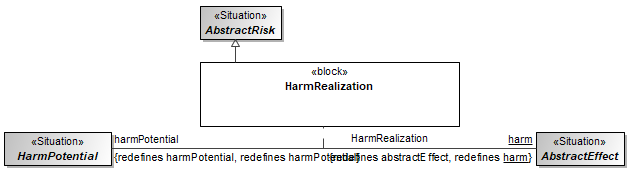 «Situation»
AbstractRisk
«block»
HarmRealization
«Situation»
HarmPotential
harmPotential
HarmRealization
harm
«Situation»
AbstractEffect
{redefines harmPotential, redefines harmPotential}
redefines abstractEffect, redefines harm}